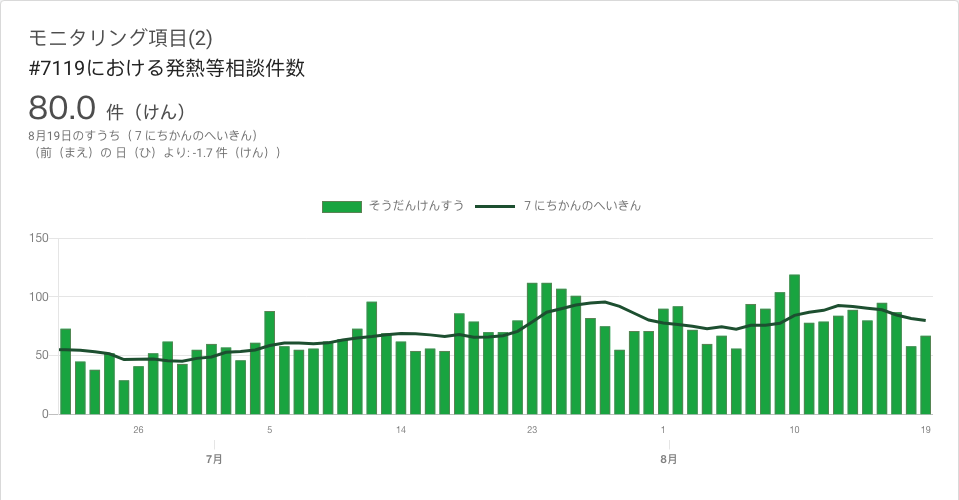 モニタリング項目(2)
#7119における発熱等相談件数
80.0 件（けん）
8月19日のすうち（７にちかんのへいきん）
（前（まえ）の 日（ひ）より: -1.7 件（けん））
そうだんけんすう ７にちかんのへいきん
150
100
50
0
26 5 14 23 1 10 19
7月 8月